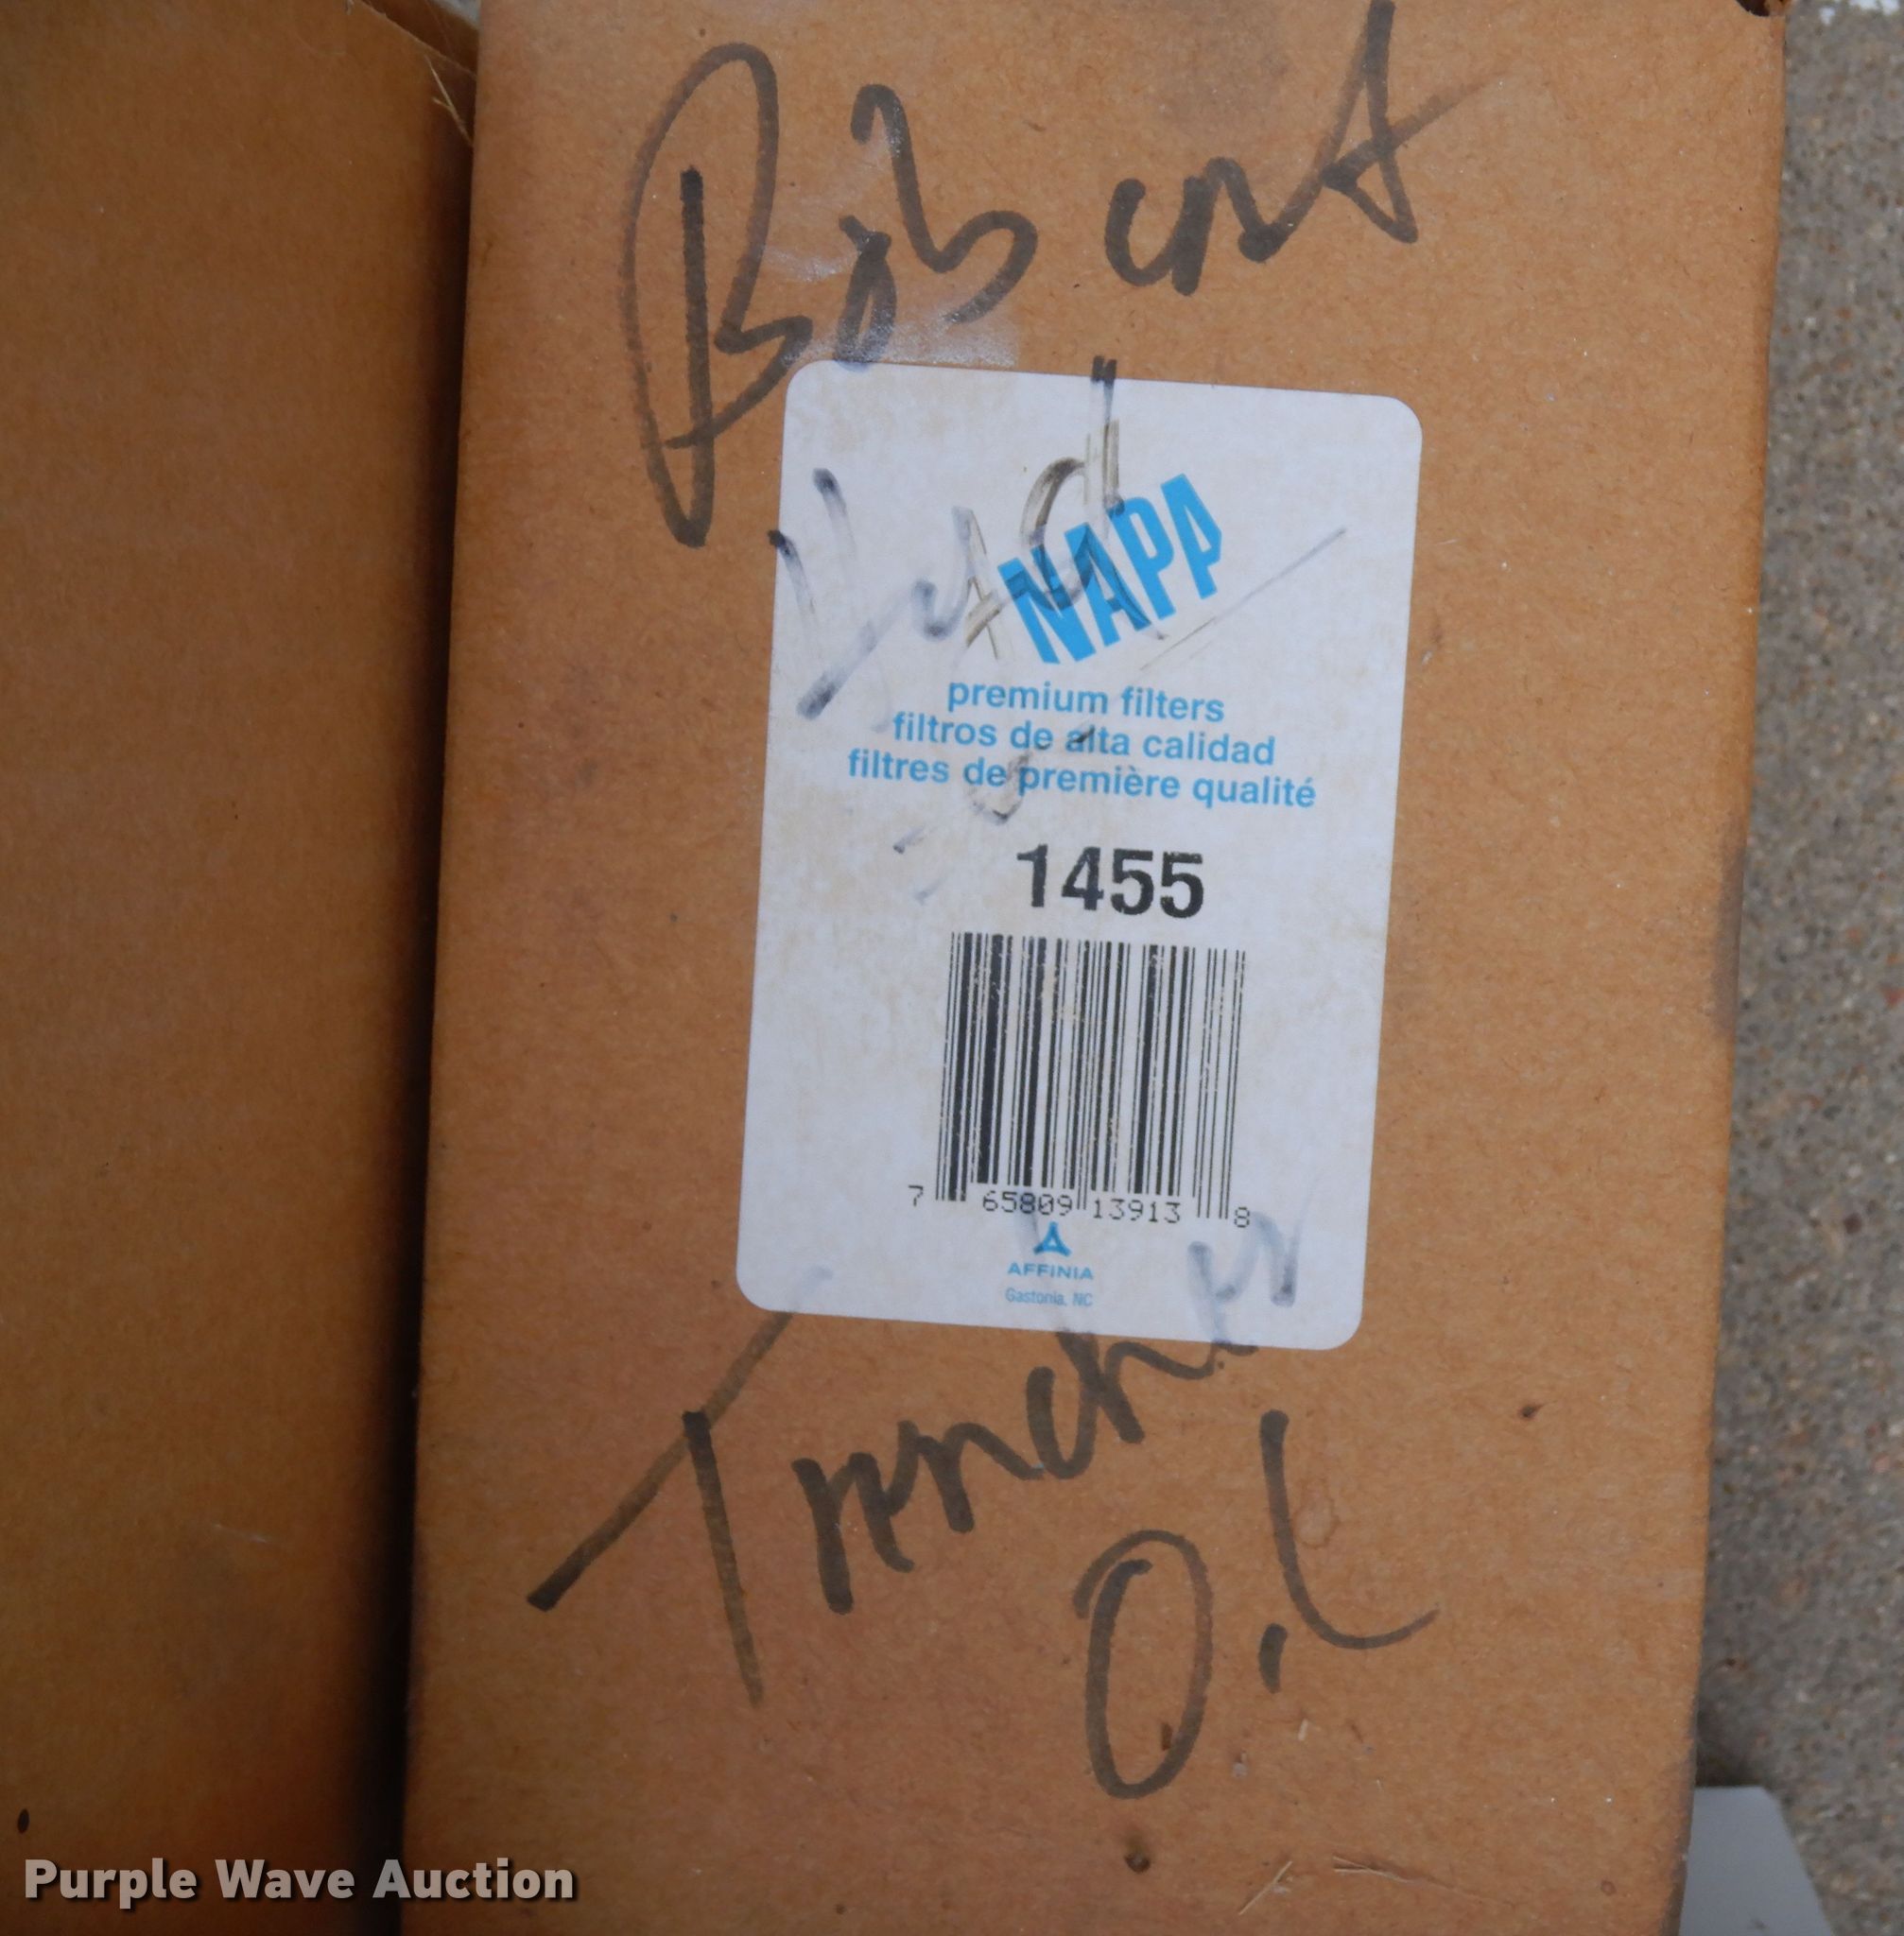 NAPA
premium filters
filtros de alta calidad
filtres de première qualité
1455
7 65809 13913 8
AFFINIA
Gastonia, NC
Trencher
Oil
Purple Wave Auction